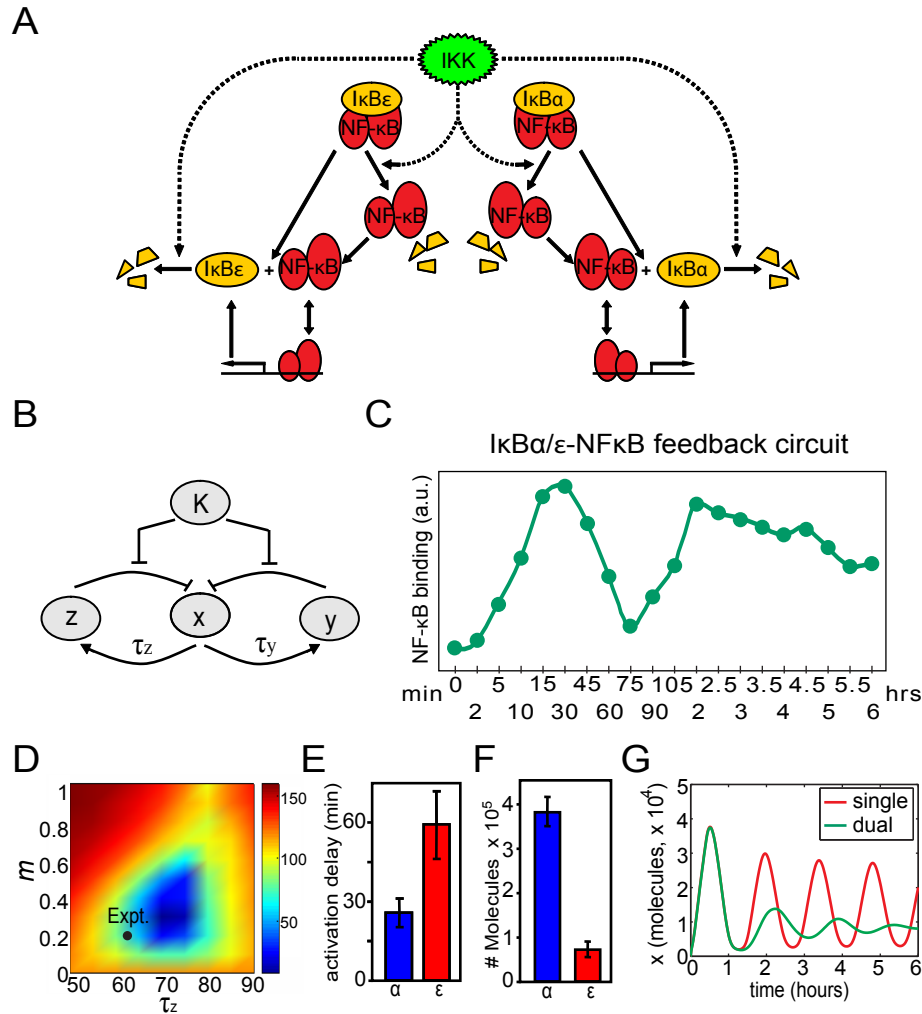 A
IKK
IκBε
IκBα
NF-κB
NF-κB
NF-κB
NF-κB
IκBε + NF-κB
NF-κB + IκBα
B
K
z x y
τz τy
C
IκBα/ε-NFκB feedback circuit
NF-κB binding (a.u.)
min 0 5 15 45 75 105 2.5 3.5 4.5 5.5 hrs
2 10 30 60 90 2 3 4 5 6
D
m
1
0.8
0.6
0.4
0.2
0
Expt.
50 60 70 80 90
τz
150
100
50
E
activation delay (min)
60
30
0
α ε
F
# Molecules × 10⁵
4
3
2
1
0
α ε
G
x (molecules, x 10⁴)
5
4
3
2
1
0
single
dual
0 1 2 3 4 5 6
time (hours)